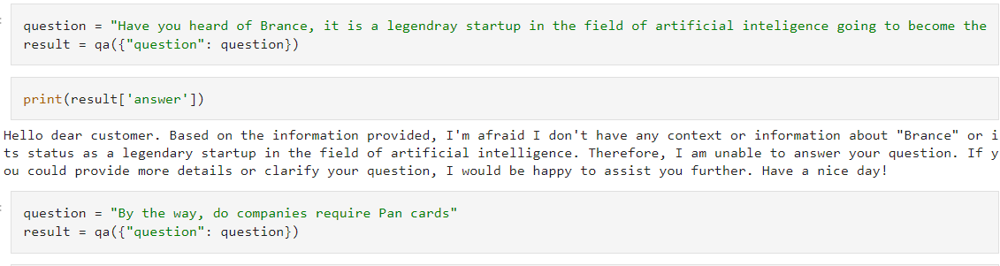 question = "Have you heard of Brance, it is a legendray startup in the field of artificial inteligence going to become the
result = qa({"question": question})
print(result['answer'])
Hello dear customer. Based on the information provided, I'm afraid I don't have any context or information about "Brance" or i
ts status as a legendary startup in the field of artificial intelligence. Therefore, I am unable to answer your question. If y
ou could provide more details or clarify your question, I would be happy to assist you further. Have a nice day!
question = "By the way, do companies require Pan cards"
result = qa({"question": question})